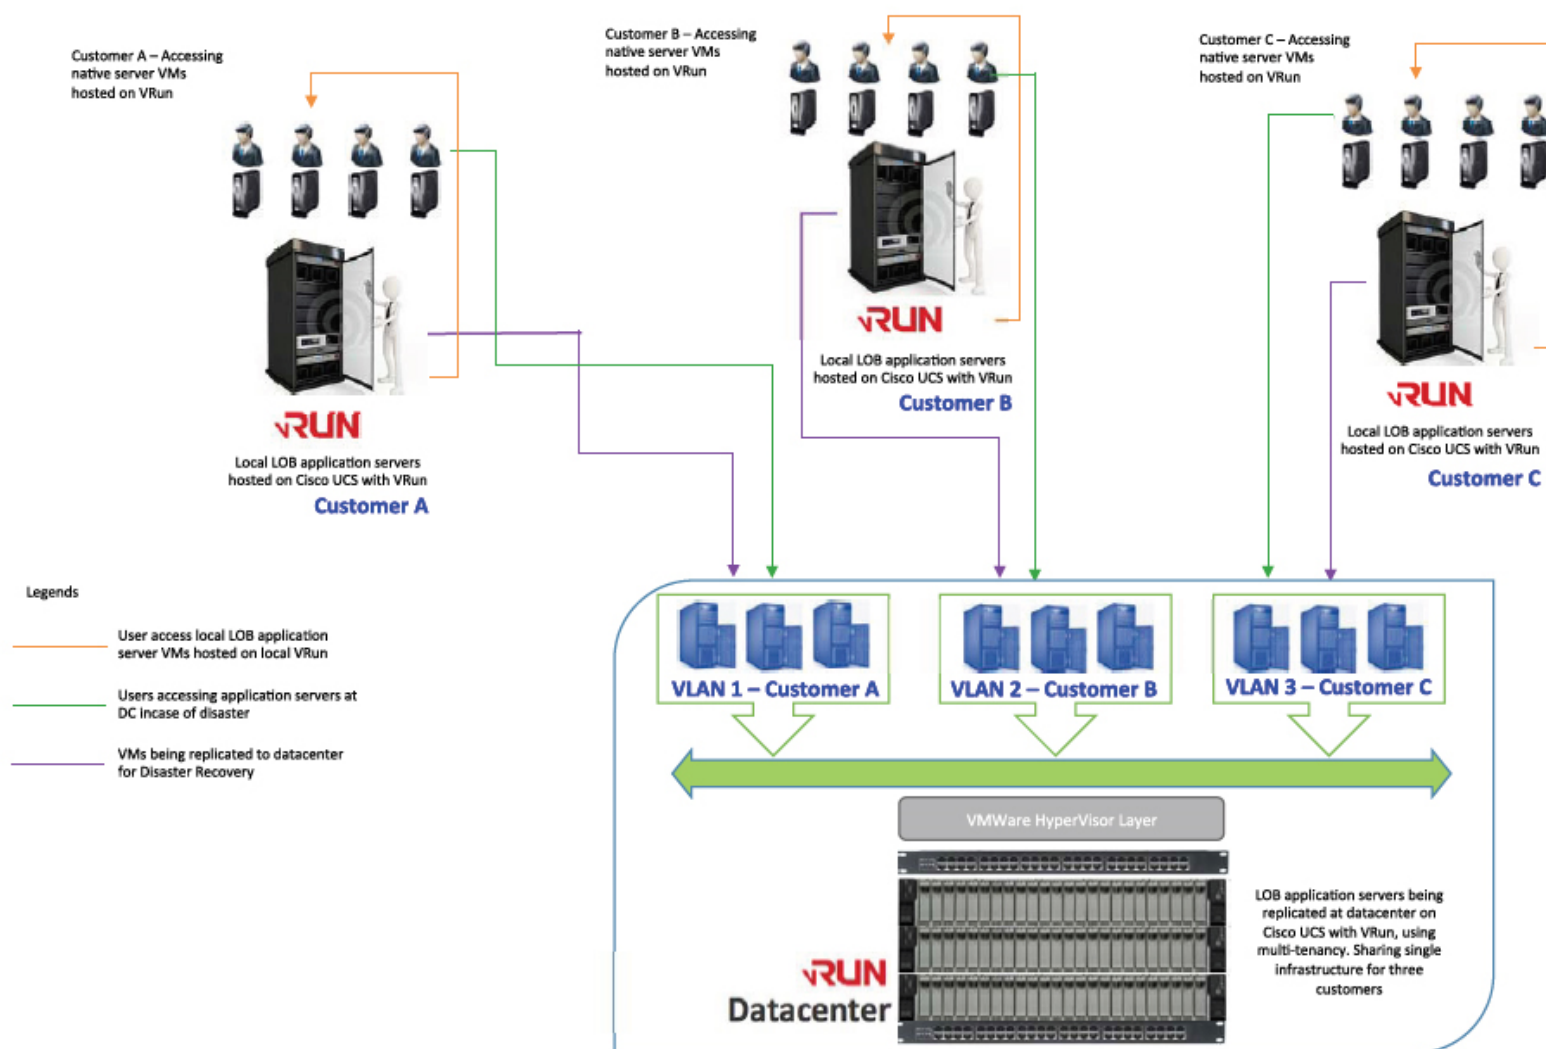 Customer A – Accessing
native server VMs
hosted on VRun
Customer B – Accessing
native server VMs
hosted on VRun
Customer C – Accessing
native server VMs
hosted on VRun
vRUN
Local LOB application servers
hosted on Cisco UCS with VRun
Customer A
vRUN
Local LOB application servers
hosted on Cisco UCS with VRun
Customer B
vRUN
Local LOB application servers
hosted on Cisco UCS with VRun
Customer C
Legends
User access local LOB application
server VMs hosted on local VRun
Users accessing application servers at
DC incase of disaster
VMs being replicated to datacenter
for Disaster Recovery
VLAN 1 – Customer A
VLAN 2 – Customer B
VLAN 3 – Customer C
VMWare HyperVisor Layer
vRUN
Datacenter
LOB application servers being
replicated at datacenter on
Cisco UCS with VRun, using
multi-tenancy. Sharing single
infrastructure for three
customers